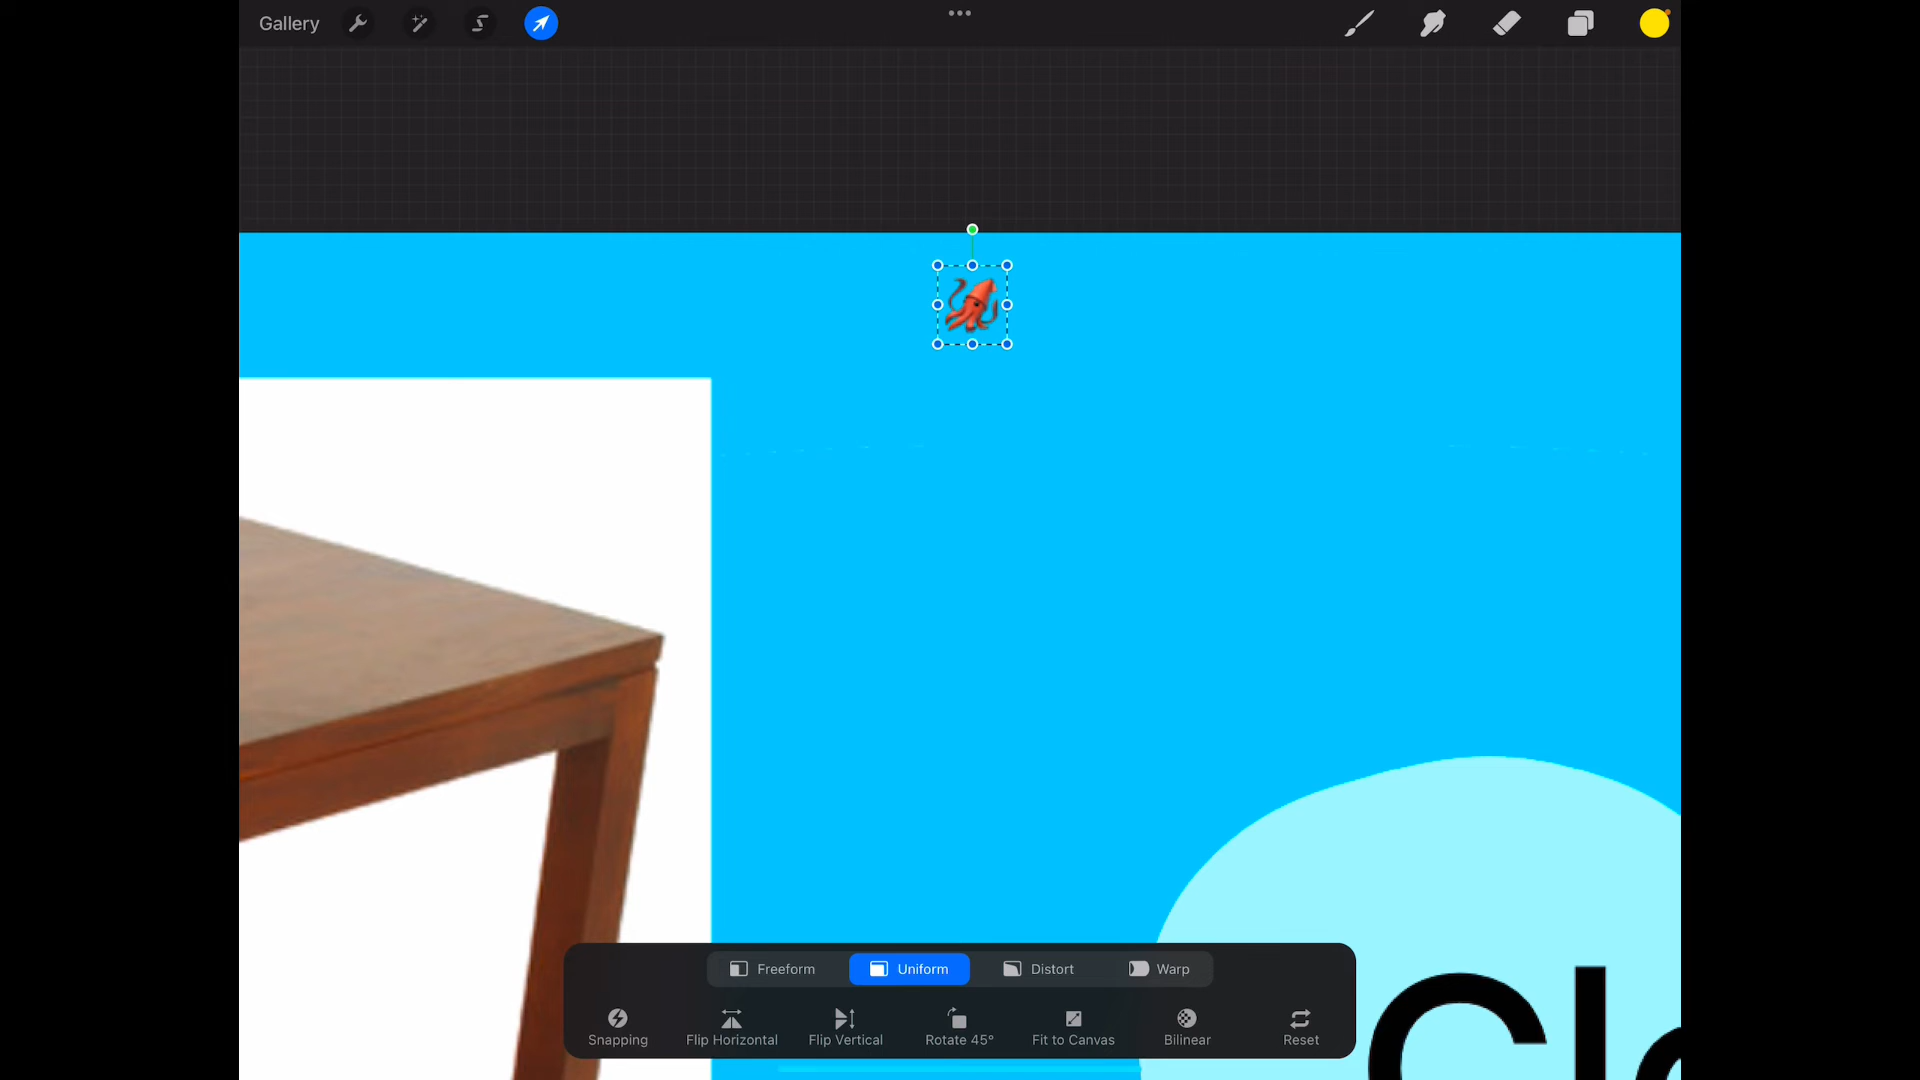 Gallery
Freeform Uniform Distort Warp
Snapping Flip Horizontal Flip Vertical Rotate 45° Fit to Canvas Bilinear Reset